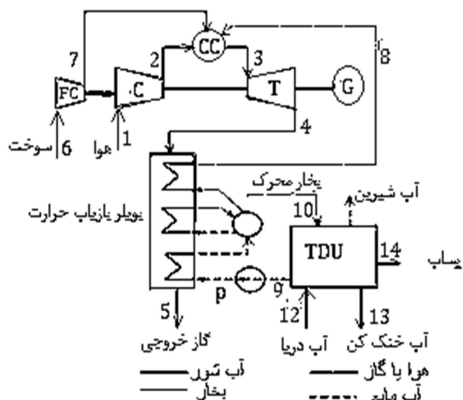 CC
7
2
3
8
FC
C
T
G
سوخت
6
1
هوا
4
بخار محرک
آب شیرین
بویلر بازیاب حرارت
10
TDU
14
پساب
p
9
5
12
13
گاز خروجی
آب دریا
آب خنک کن
آب شور
هوا یا گاز
بخار
آب مایع